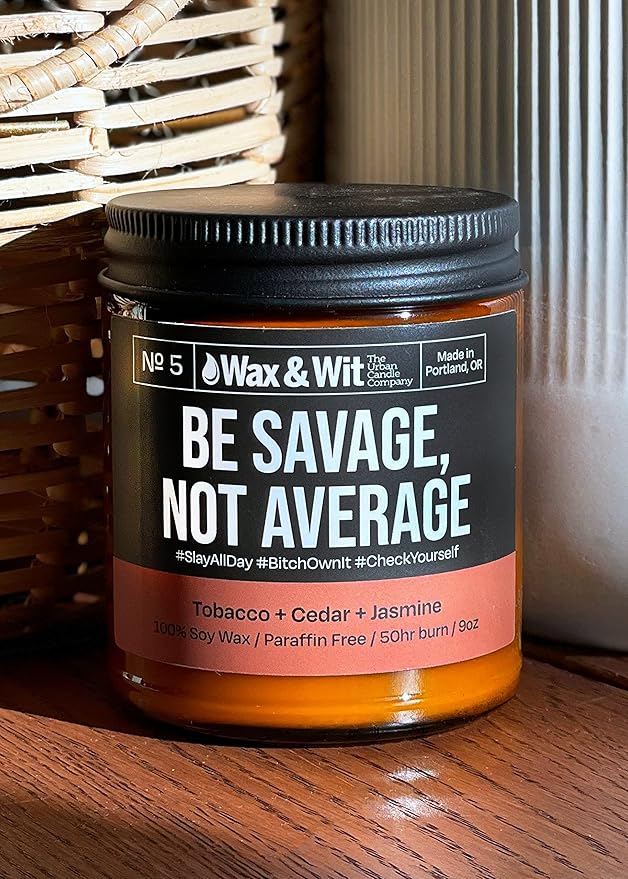 № 5
Wax & Wit
The
Urban
Candle
Company
Made in
Portland, OR
BE SAVAGE,
NOT AVERAGE
#SlayAllDay #BitchOwnIt #CheckYourself
Tobacco + Cedar + Jasmine
100% Soy Wax / Paraffin Free / 50hr burn / 9oz